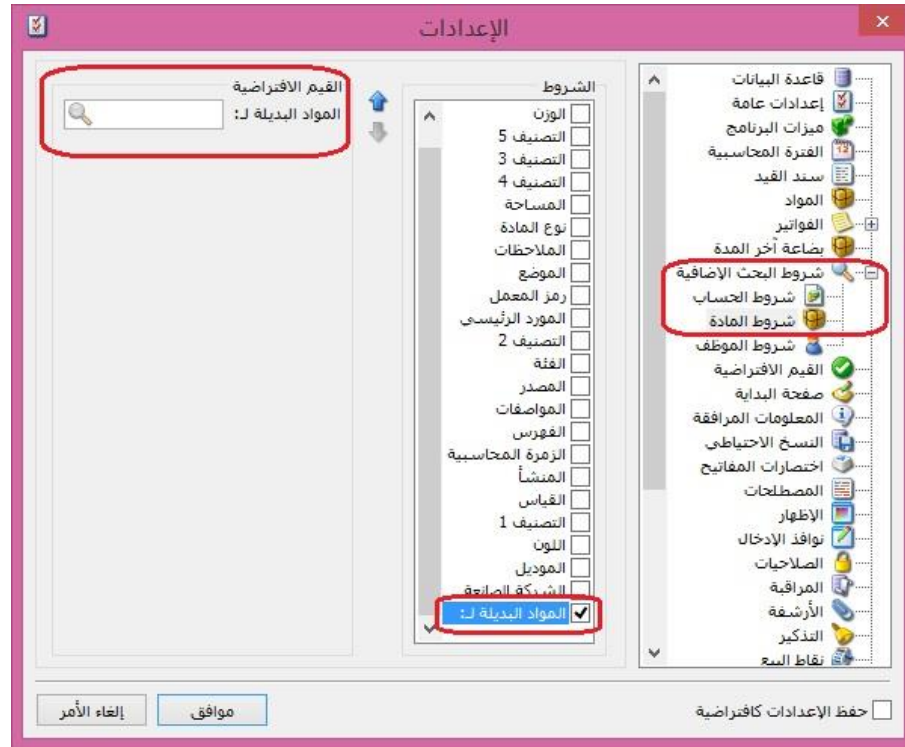 الإعدادات
قاعدة البيانات
إعدادات عامة
ميزات البرنامج
الفترة المحاسبية
سند القيد
المواد
الفواتير
بضاعة آخر المدة
شروط البحث الإضافية
شروط الحساب
شروط المادة
شروط الموظف
القيم الافتراضية
صفحة البداية
المعلومات المرافقة
النسخ الاحتياطي
اختصارات المفاتيح
المصطلحات
الإظهار
نوافذ الإدخال
الصلاحيات
المراقبة
الأرشفة
التذكير
نقاط البيع
الشروط
الوزن
التصنيف 5
التصنيف 3
التصنيف 4
المساحة
نوع المادة
الملاحظات
الموضع
رمز المعمل
المورد الرئيسي
التصنيف 2
الفئة
المصدر
المواصفات
الفهرس
الزمرة المحاسبية
المنشأ
القياس
التصنيف 1
اللون
الموديل
الشركة الصانعة
المواد البديلة لـ:
القيم الافتراضية
المواد البديلة لـ:
حفظ الإعدادات كافتراضية
موافق
إلغاء الأمر